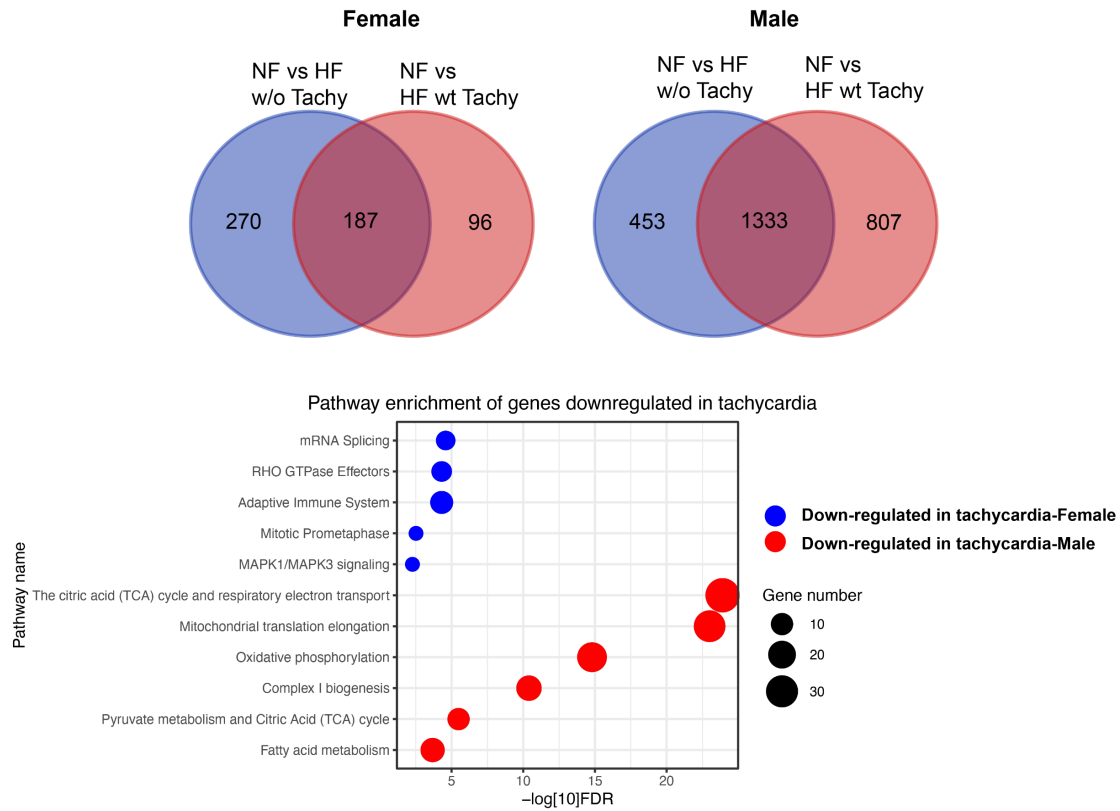 Female
Male
NF vs HF
w/o Tachy
NF vs
HF wt Tachy
NF vs HF
w/o Tachy
NF vs
HF wt Tachy
270
187
96
453
1333
807
Pathway enrichment of genes downregulated in tachycardia
Pathway name
mRNA Splicing
RHO GTPase Effectors
Adaptive Immune System
Mitotic Prometaphase
MAPK1/MAPK3 signaling
The citric acid (TCA) cycle and respiratory electron transport
Mitochondrial translation elongation
Oxidative phosphorylation
Complex I biogenesis
Pyruvate metabolism and Citric Acid (TCA) cycle
Fatty acid metabolism
5
10
15
20
−log[10]FDR
Down-regulated in tachycardia-Female
Down-regulated in tachycardia-Male
Gene number
10
20
30